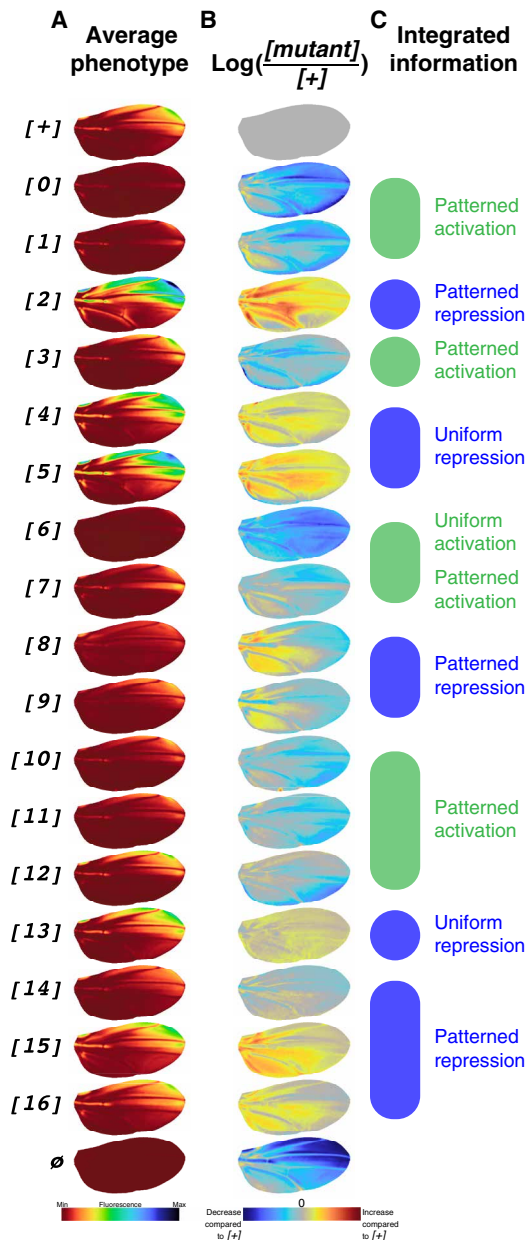 A
Average
phenotype
B
Log([mutant]/[+])
C
Integrated
information
[+]
[0]
[1]
Patterned
activation
[2]
Patterned
repression
[3]
Patterned
activation
[4]
[5]
Uniform
repression
[6]
Uniform
activation
[7]
Patterned
activation
[8]
[9]
Patterned
repression
[10]
[11]
[12]
Patterned
activation
[13]
Uniform
repression
[14]
[15]
[16]
Patterned
repression
ø
Min Fluorescence Max
0
Decrease
compared
to [+]
Increase
compared
to [+]